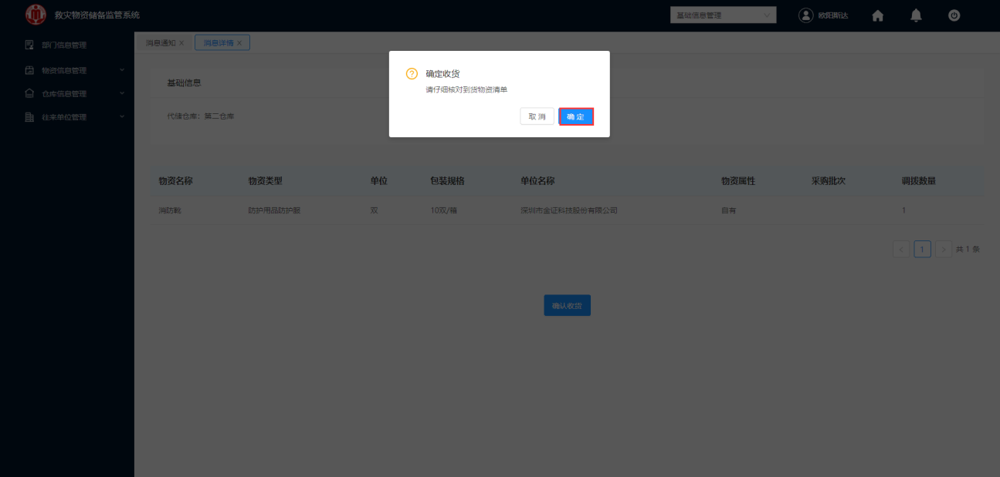 救灾物资储备监管系统
基础信息管理
欧阳斯达
部门信息管理
物资信息管理
仓库信息管理
往来单位管理
消息通知
消息详情
确定收货
请仔细核对到货物资清单
取 消
确 定
基础信息
代储仓库：第二仓库
物资名称 物资类型 单位 包装规格 单位名称 物资属性 采购批次 调拨数量
消防靴 防护用品防护服 双 10双/箱 深圳市金证科技股份有限公司 自有 1
1
共 1 条
确认收货